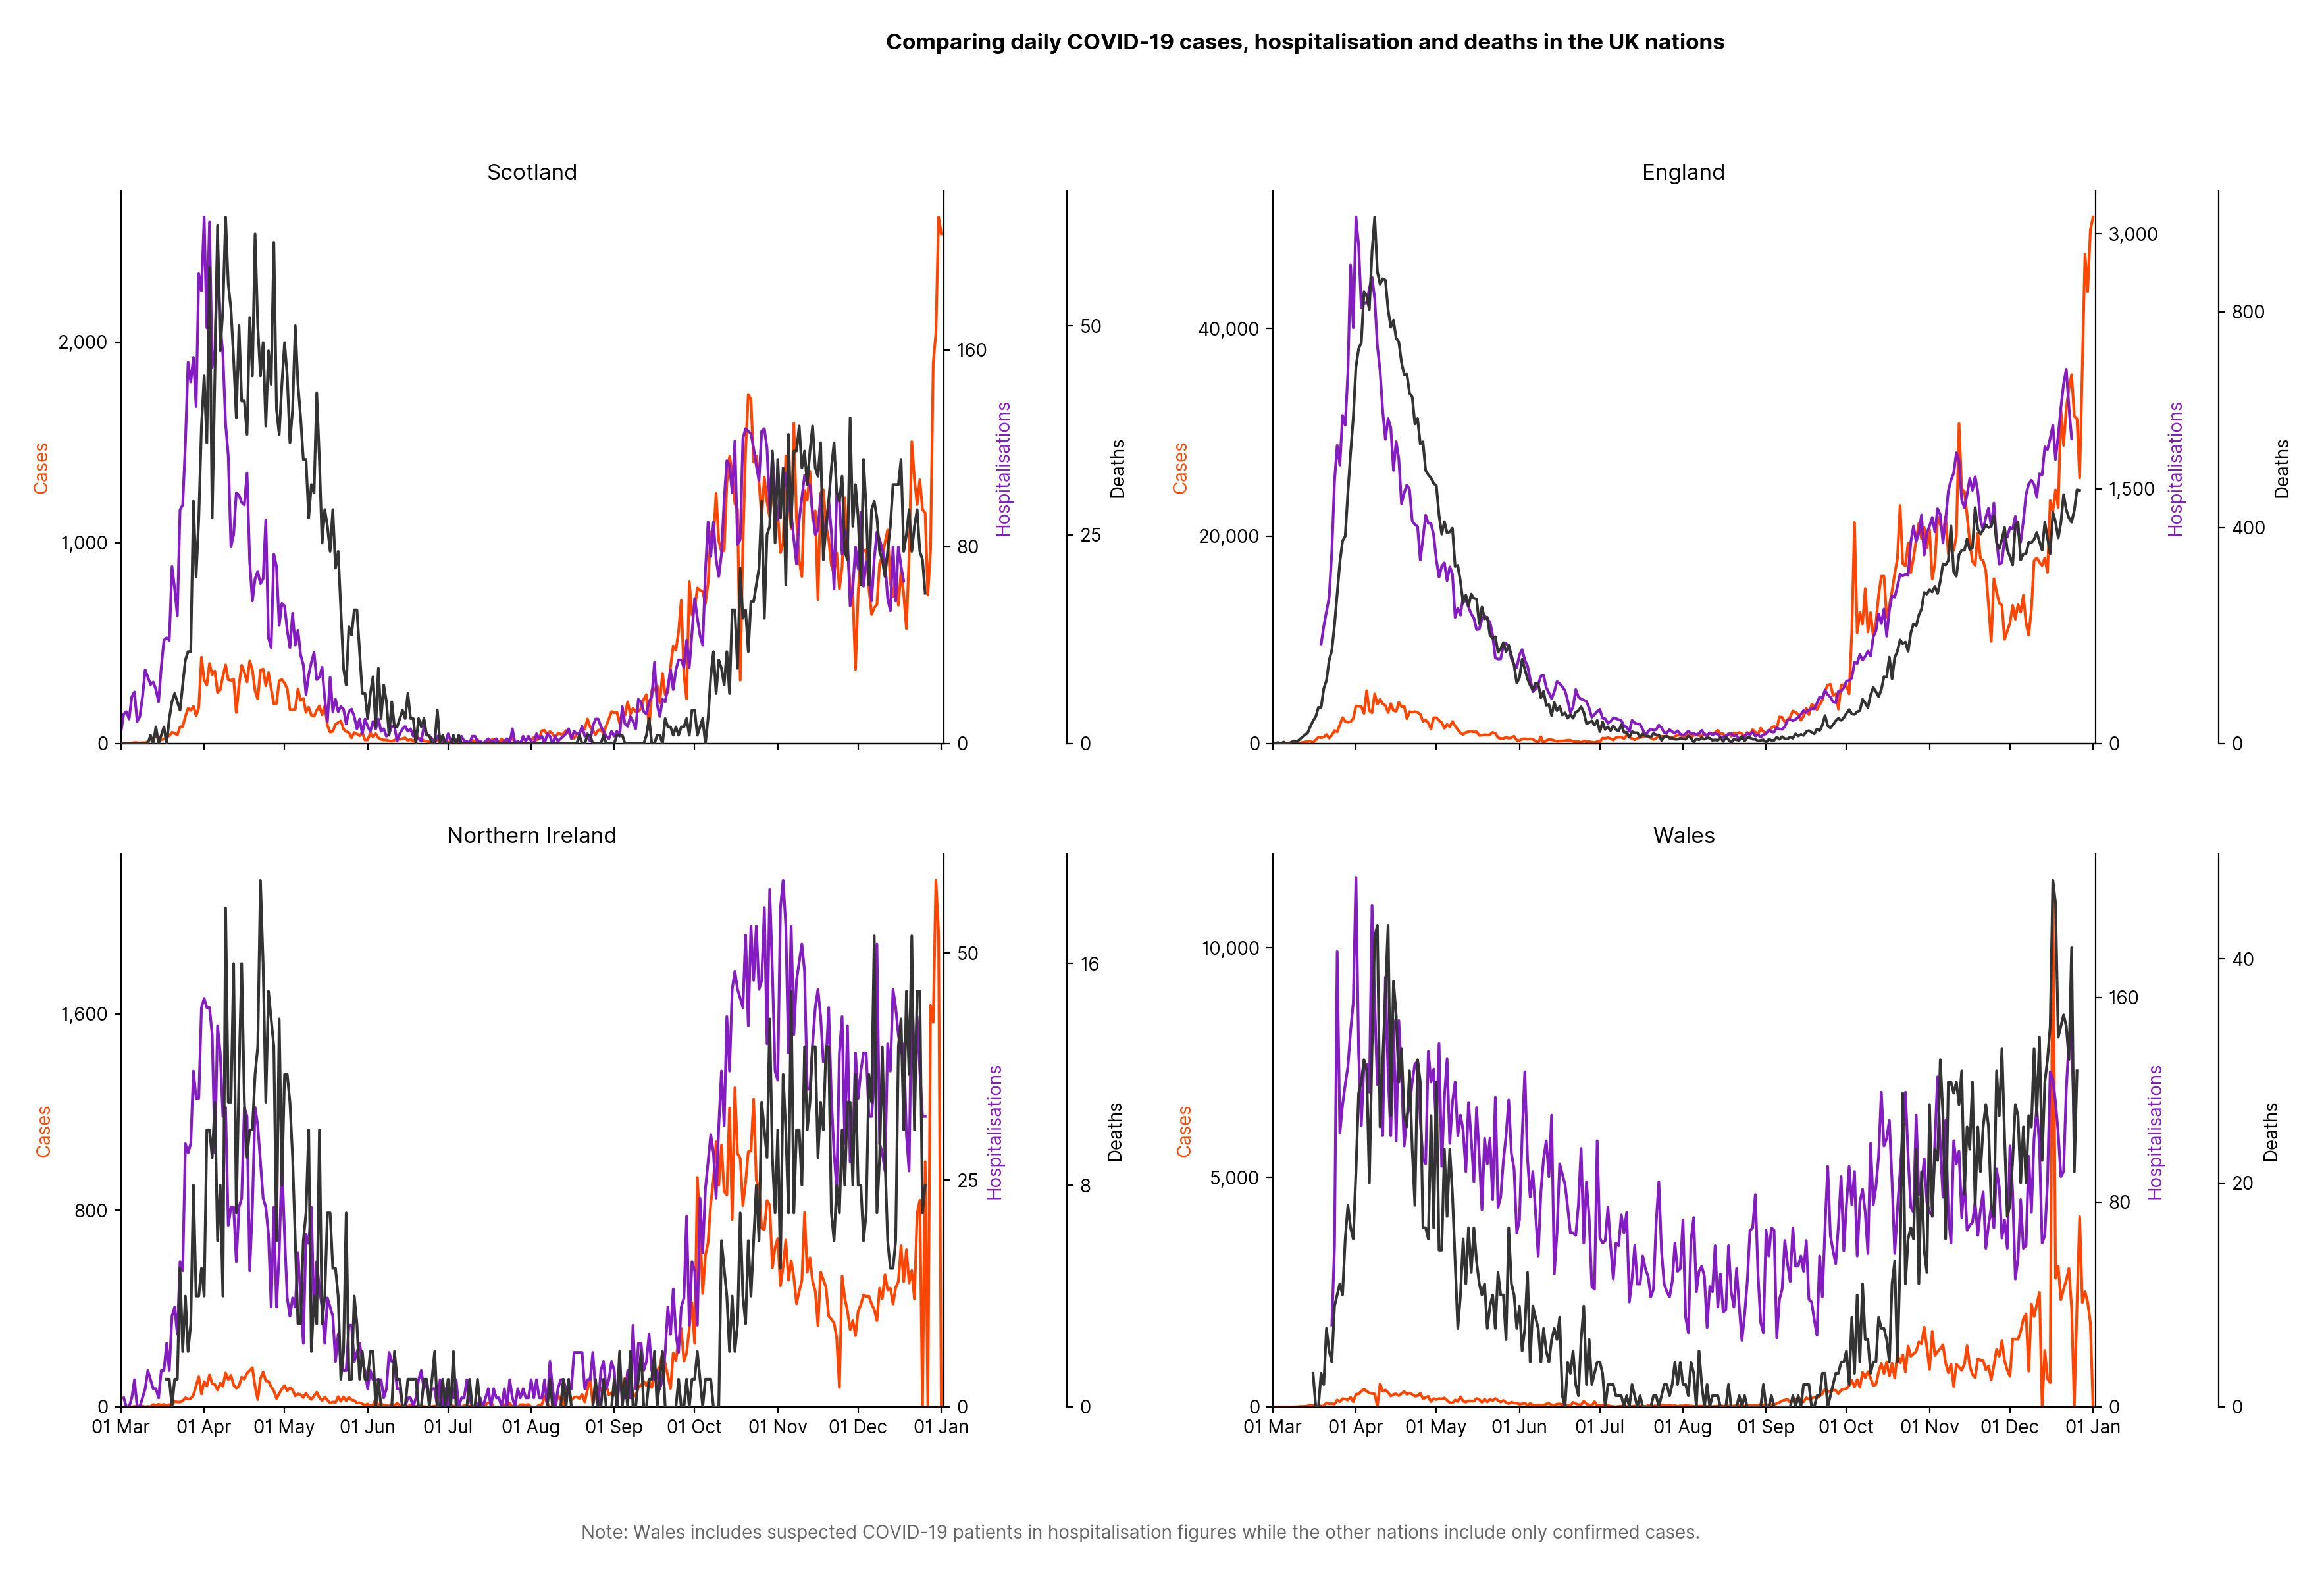 Comparing daily COVID-19 cases, hospitalisation and deaths in the UK nations
Scotland
Cases
2,000
1,000
0
160
80
0
Hospitalisations
50
25
0
Deaths
England
Cases
40,000
20,000
0
3,000
1,500
0
Hospitalisations
800
400
0
Deaths
Northern Ireland
Cases
1,600
800
0
50
25
0
Hospitalisations
16
8
0
Deaths
01 Mar 01 Apr 01 May 01 Jun 01 Jul 01 Aug 01 Sep 01 Oct 01 Nov 01 Dec 01 Jan
Wales
Cases
10,000
5,000
0
160
80
0
Hospitalisations
40
20
0
Deaths
01 Mar 01 Apr 01 May 01 Jun 01 Jul 01 Aug 01 Sep 01 Oct 01 Nov 01 Dec 01 Jan
Note: Wales includes suspected COVID-19 patients in hospitalisation figures while the other nations include only confirmed cases.